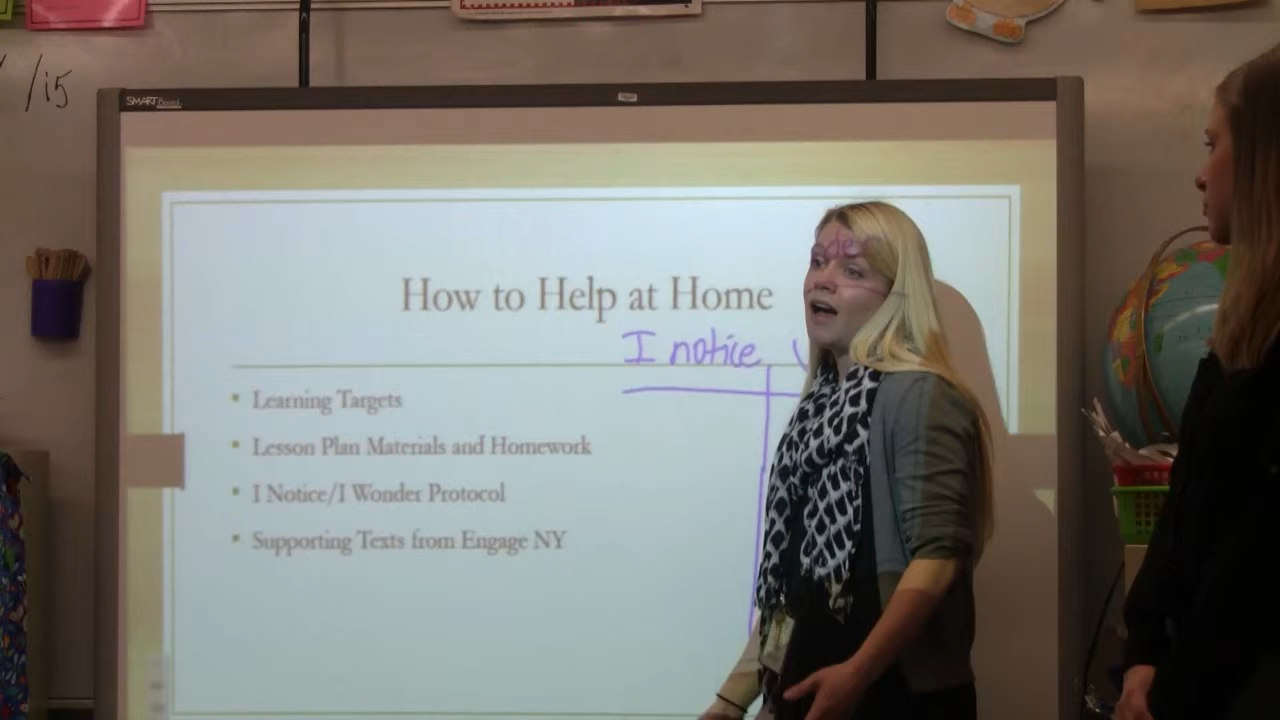 /15
SMART Board
How to Help at Home
I notice
• Learning Targets
• Lesson Plan Materials and Homework
• I Notice/I Wonder Protocol
• Supporting Texts from Engage NY